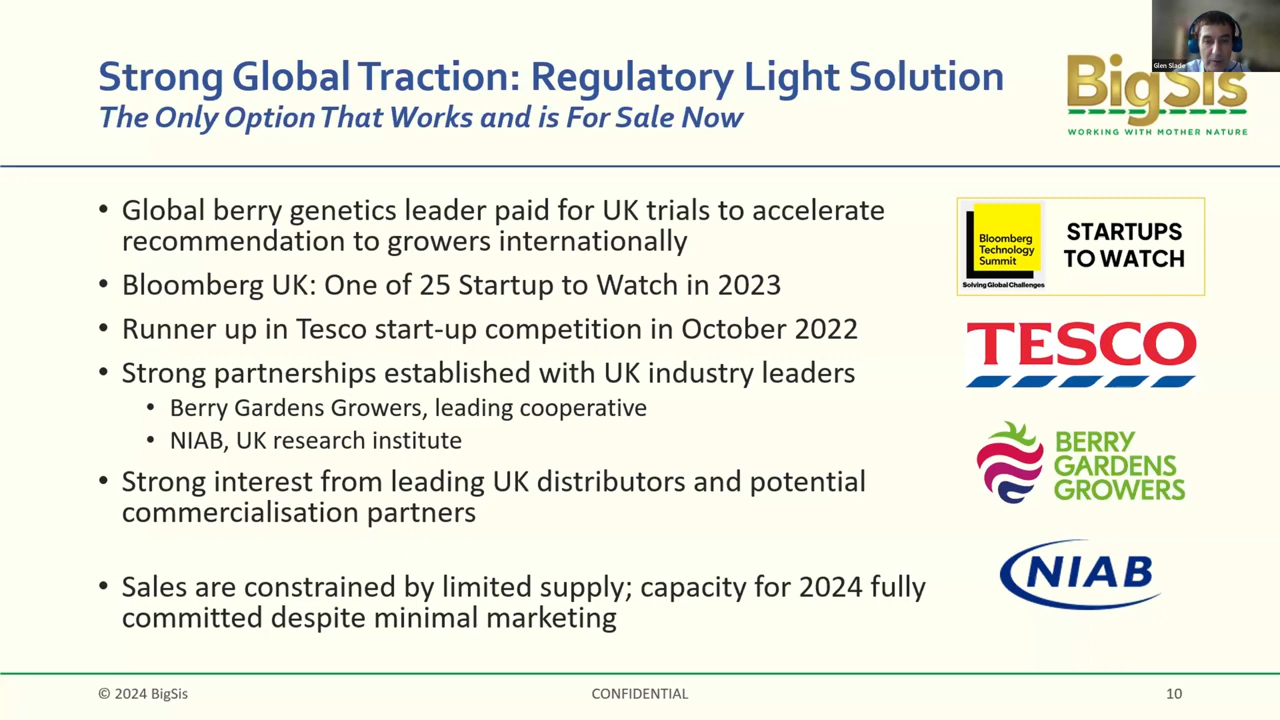 Strong Global Traction: Regulatory Light Solution
The Only Option That Works and is For Sale Now
Glen Slade
BigSis
WORKING WITH MOTHER NATURE
• Global berry genetics leader paid for UK trials to accelerate
recommendation to growers internationally
• Bloomberg UK: One of 25 Startup to Watch in 2023
• Runner up in Tesco start-up competition in October 2022
• Strong partnerships established with UK industry leaders
• Berry Gardens Growers, leading cooperative
• NIAB, UK research institute
• Strong interest from leading UK distributors and potential
commercialisation partners
• Sales are constrained by limited supply; capacity for 2024 fully
committed despite minimal marketing
Bloomberg
Technology
Summit
Solving Global Challenges
STARTUPS
TO WATCH
TESCO
BERRY
GARDENS
GROWERS
NIAB
© 2024 BigSis
CONFIDENTIAL
10